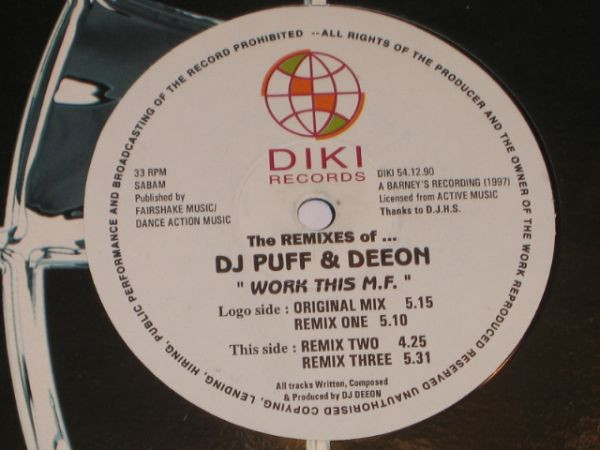 --ALL RIGHTS OF THE PRODUCER AND THE OWNER OF THE WORK REPRODUCED RESERVED UNAUTHORISED COPYING, LENDING, HIRING, PUBLIC PERFORMANCE AND BROADCASTING OF THE RECORD PROHIBITED
DIKI
RECORDS
33 RPM
SABAM
Published by
FAIRSHAKE MUSIC/
DANCE ACTION MUSIC
DIKI 54.12.90
A BARNEY'S RECORDING (1997)
Licensed from ACTIVE MUSIC
Thanks to D.J.H.S.
The REMIXES of ...
DJ PUFF & DEEON
" WORK THIS M.F. "
Logo side : ORIGINAL MIX 5.15
REMIX ONE 5.10
This side : REMIX TWO 4.25
REMIX THREE 5.31
All tracks Written, Composed
& Produced by DJ DEEON